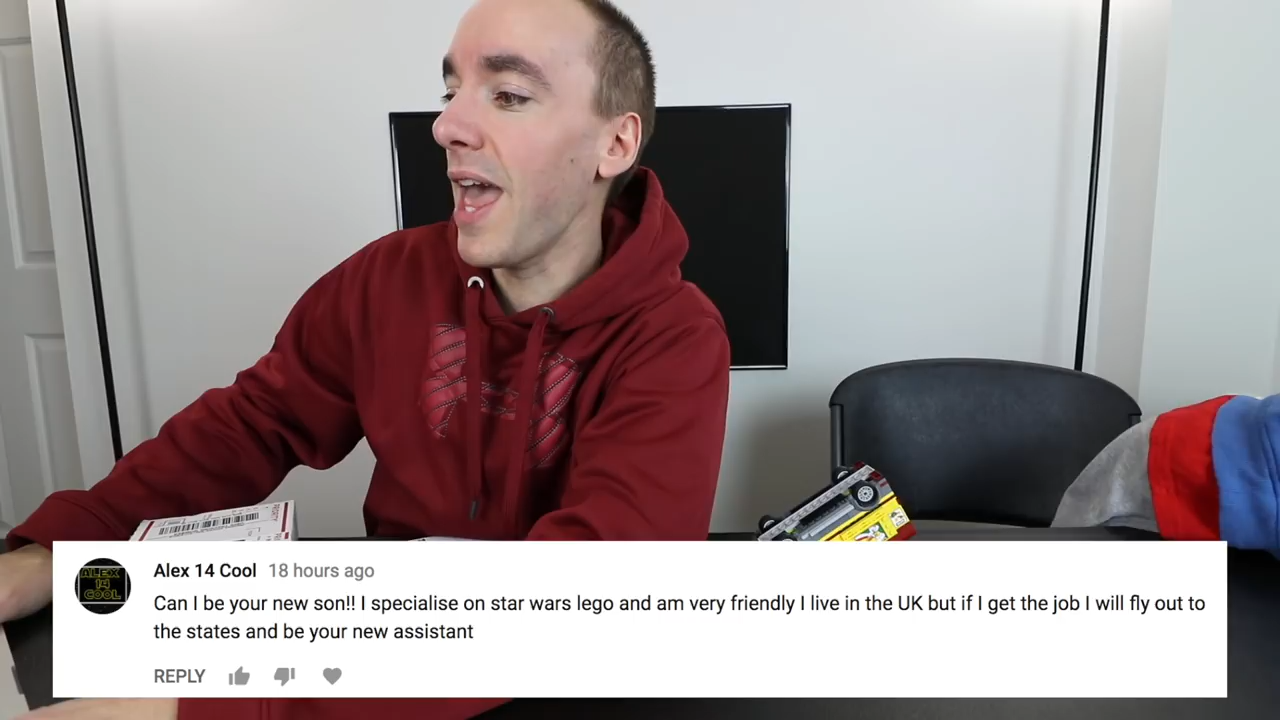 ALEX
14
COOL
Alex 14 Cool 18 hours ago
Can I be your new son!! I specialise on star wars lego and am very friendly I live in the UK but if I get the job I will fly out to
the states and be your new assistant
REPLY